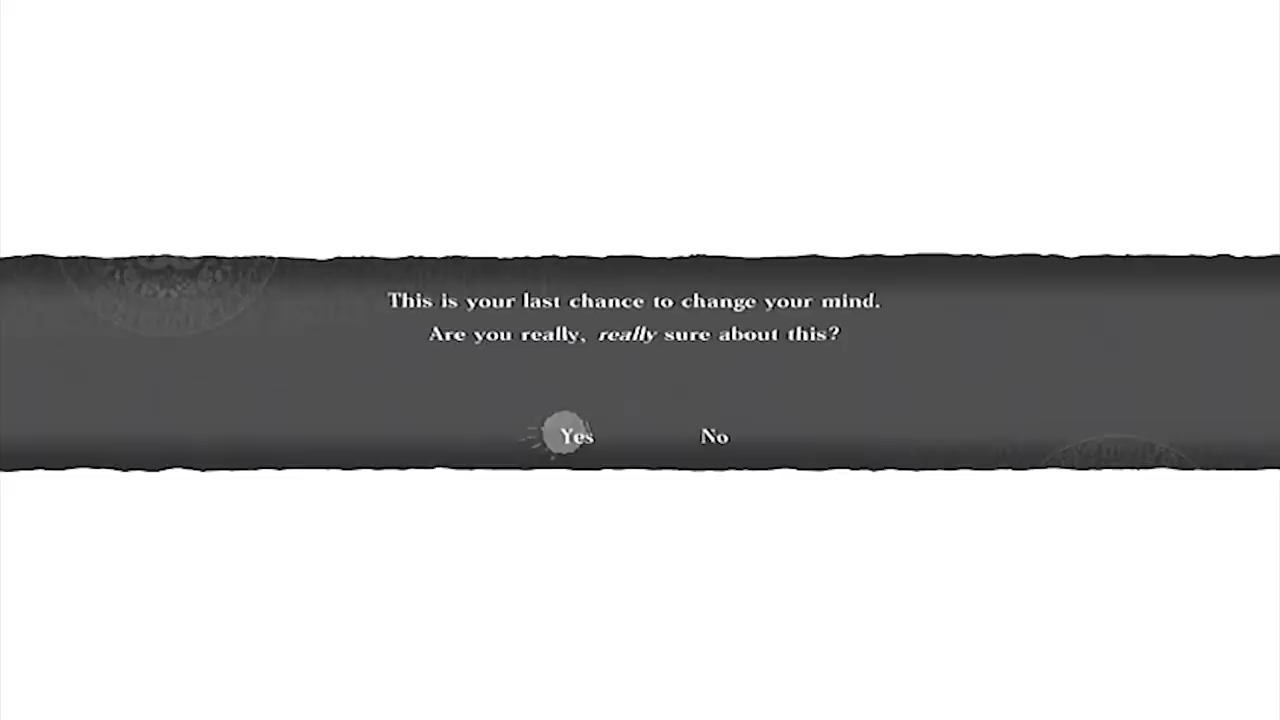 This is your last chance to change your mind.
Are you really, really sure about this?
Yes No